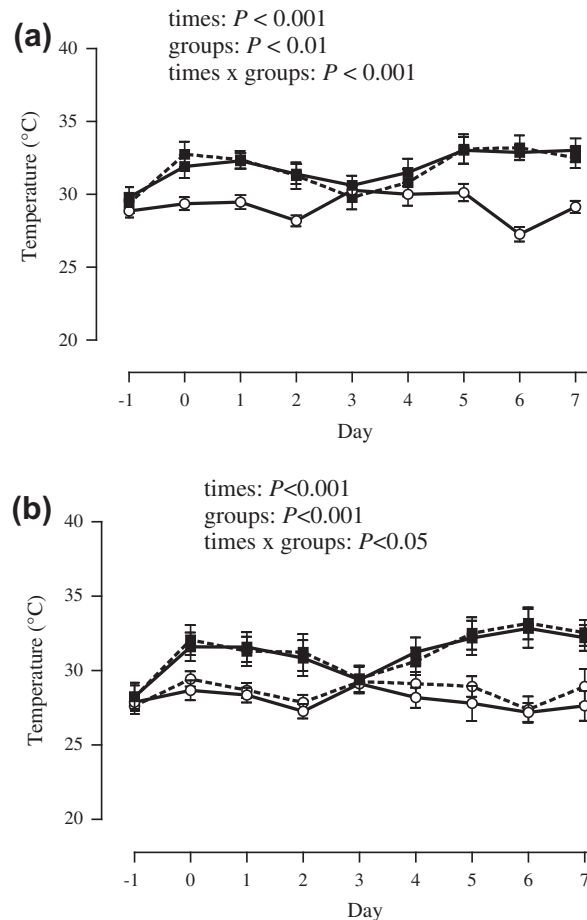 (a)
times: P < 0.001
groups: P < 0.01
times x groups: P < 0.001
40
35
30
25
20
Temperature (°C)
-1 0 1 2 3 4 5 6 7
Day
(b)
times: P<0.001
groups: P<0.001
times x groups: P<0.05
40
35
30
25
20
Temperature (°C)
-1 0 1 2 3 4 5 6 7
Day